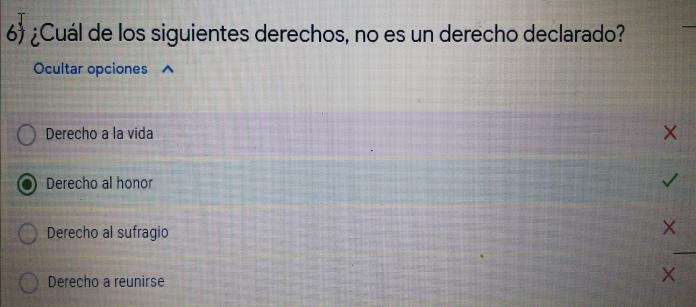 6) ¿Cuál de los siguientes derechos, no es un derecho declarado?
Ocultar opciones
Derecho a la vida
Derecho al honor
Derecho al sufragio
Derecho a reunirse